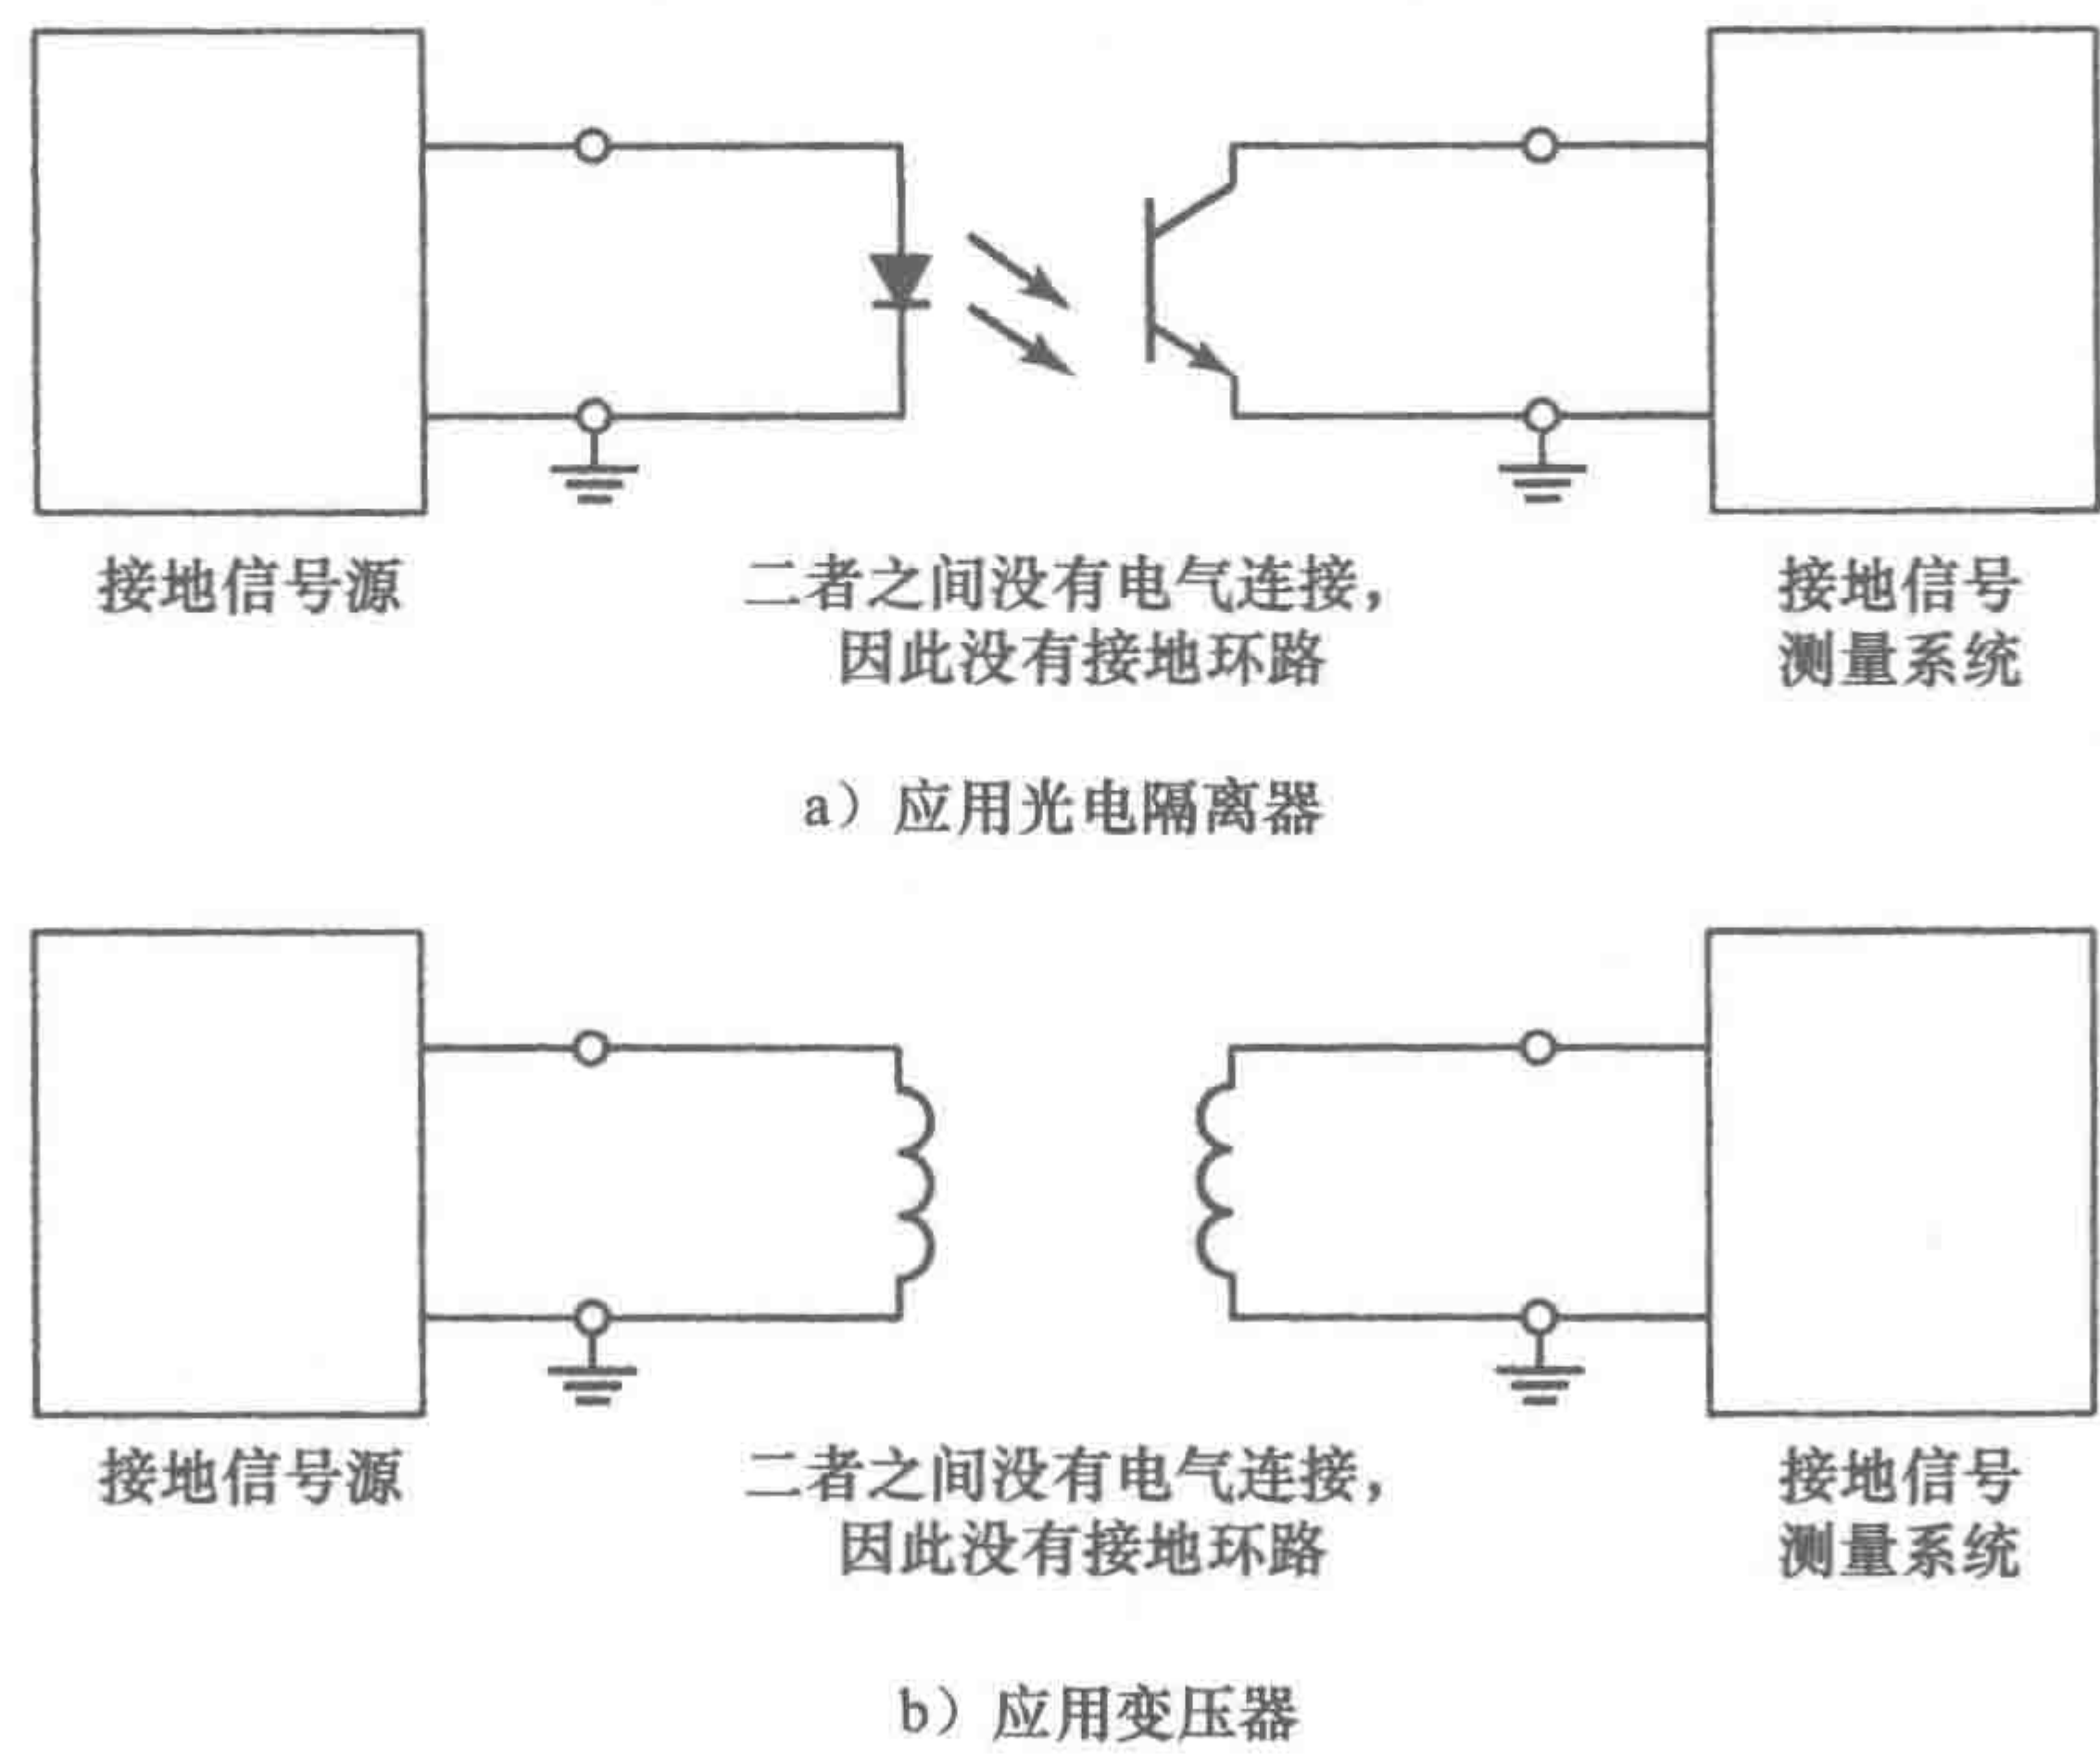 接地信号源
二者之间没有电气连接，
因此没有接地环路
接地信号
测量系统
a）应用光电隔离器
接地信号源
二者之间没有电气连接，
因此没有接地环路
接地信号
测量系统
b）应用变压器